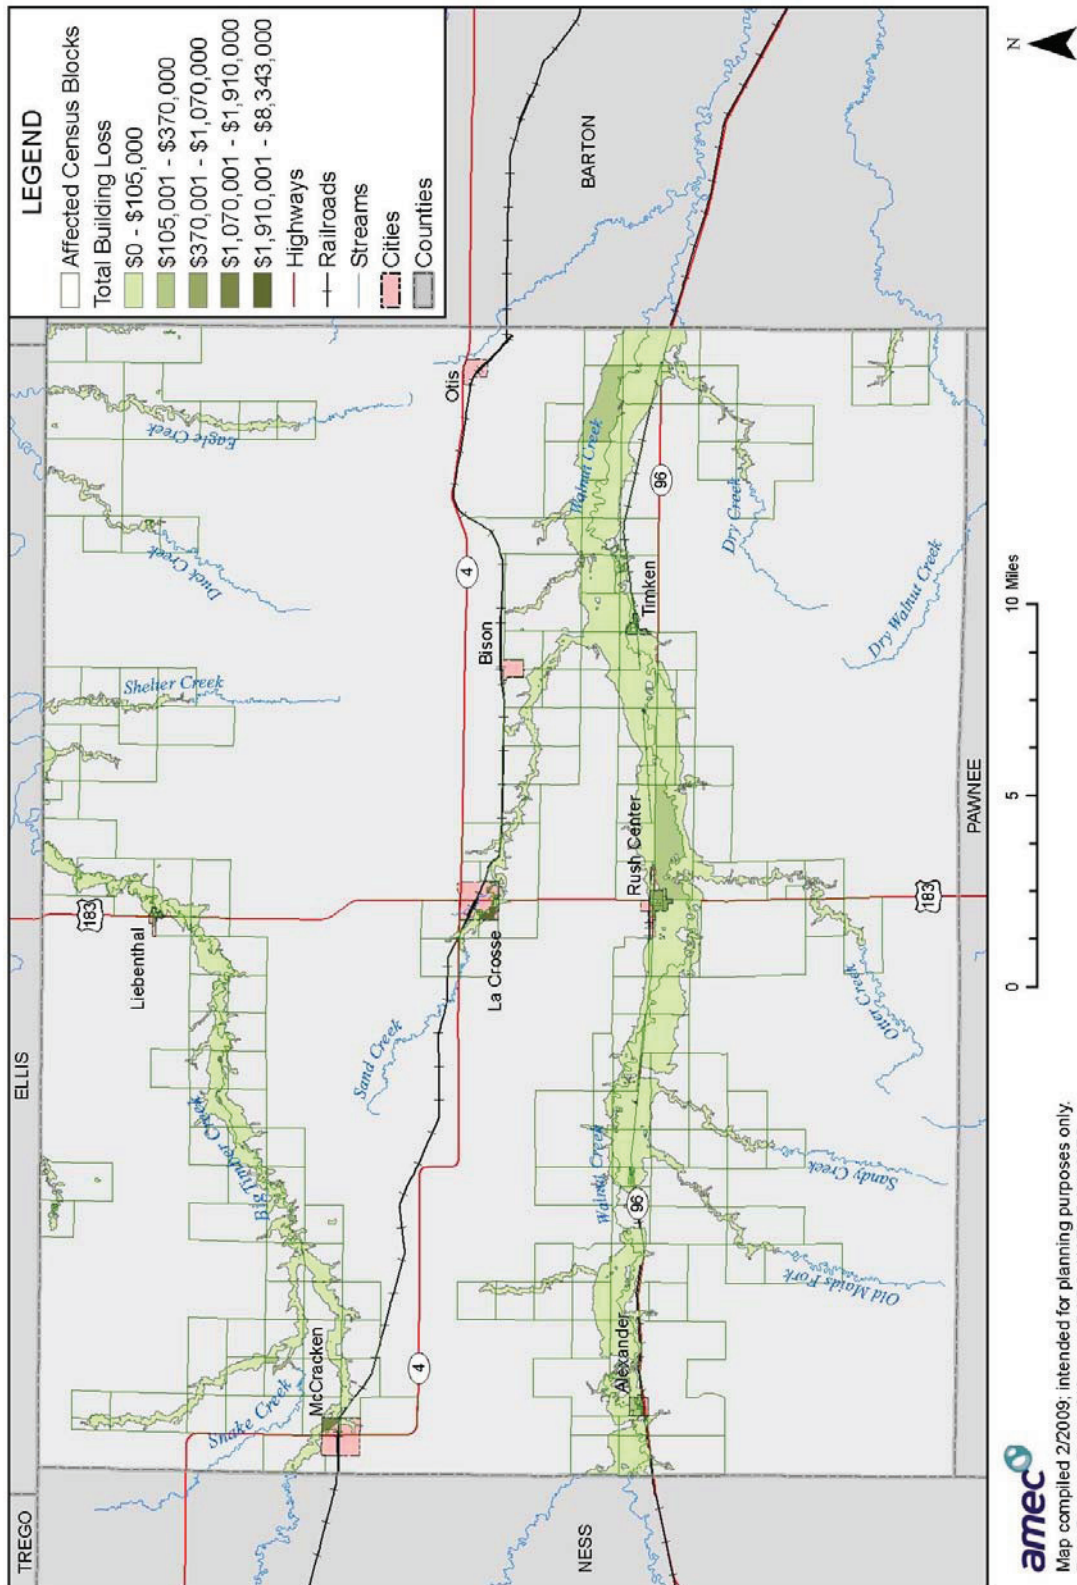 LEGEND
Affected Census Blocks
Total Building Loss
$0 - $105,000
$105,001 - $370,000
$370,001 - $1,070,000
$1,070,001 - $1,910,000
$1,910,001 - $8,343,000
Highways
Railroads
Streams
Cities
Counties
TREGO
ELLIS
NESS
BARTON
PAWNEE
183
Liebenthal
Eagle Creek
Duck Creek
Shelter Creek
Big Timber Creek
Snake Creek
McCracken
4
Sand Creek
La Crosse
Bison
4
Otis
Walnut Creek
Alexander
96
Walnut Creek
Rush Center
Timken
96
Old Maids Fork
Sandy Creek
Otter Creek
183
Dry Creek
Dry Walnut Creek
0 5 10 Miles
N
amec
Map compiled 2/2009; intended for planning purposes only.